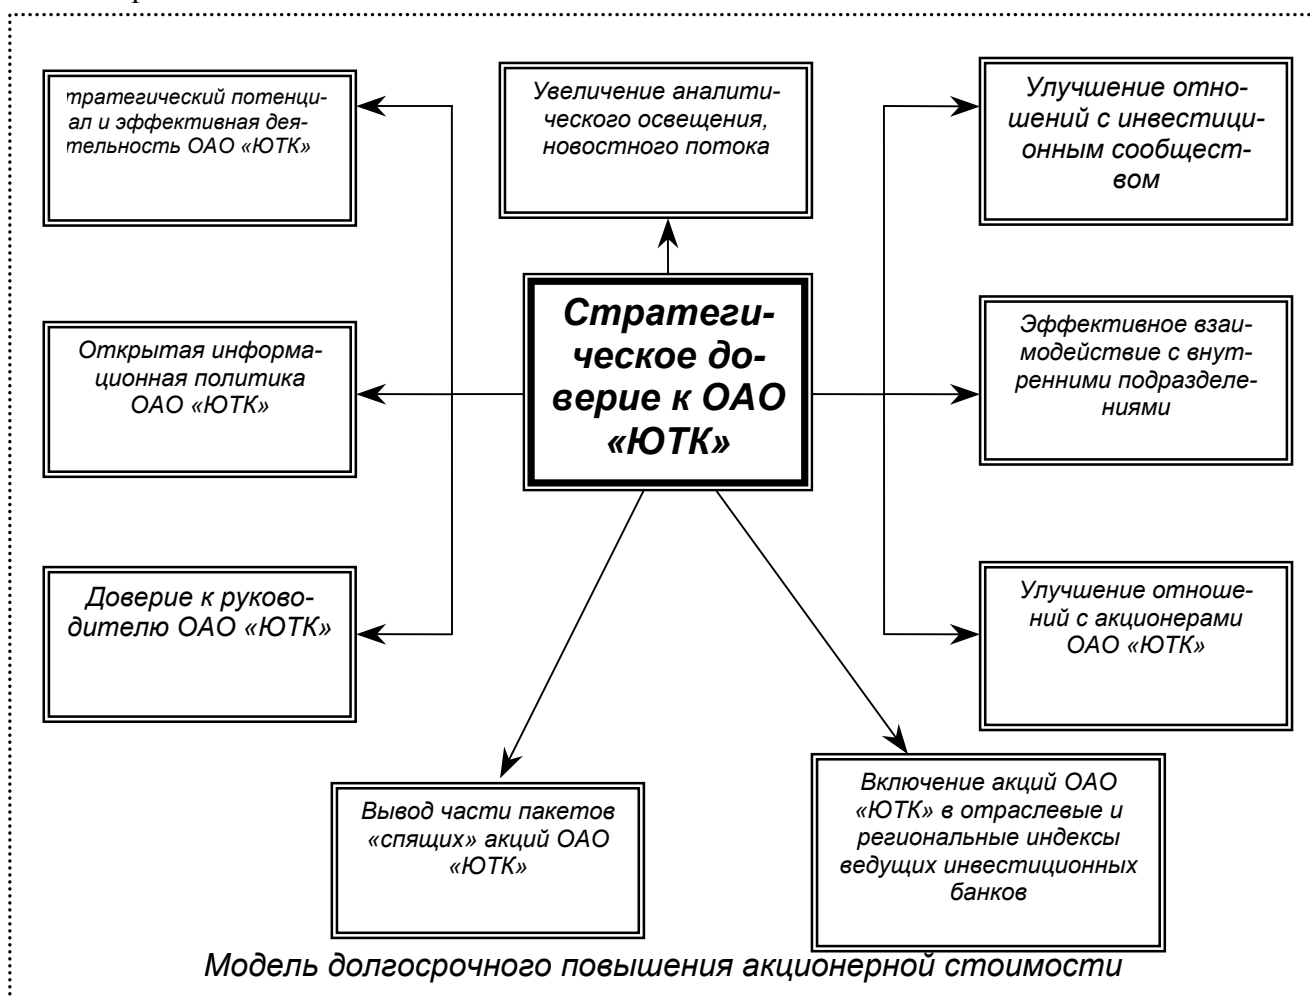 тратегический потенци-
ал и эффективная дея-
тельность ОАО «ЮТК»
Увеличение аналити-
ческого освещения,
новостного потока
Улучшение отно-
шений с инвестици-
онным сообщест-
вом
Открытая информа-
ционная политика
ОАО «ЮТК»
Стратеги-
ческое до-
верие к ОАО
«ЮТК»
Эффективное взаи-
модействие с внут-
ренними подразделе-
ниями
Доверие к руково-
дителю ОАО «ЮТК»
Улучшение отноше-
ний с акционерами
ОАО «ЮТК»
Вывод части пакетов
«спящих» акций ОАО
«ЮТК»
Включение акций ОАО
«ЮТК» в отраслевые и
региональные индексы
ведущих инвестиционных
банков
Модель долгосрочного повышения акционерной стоимости